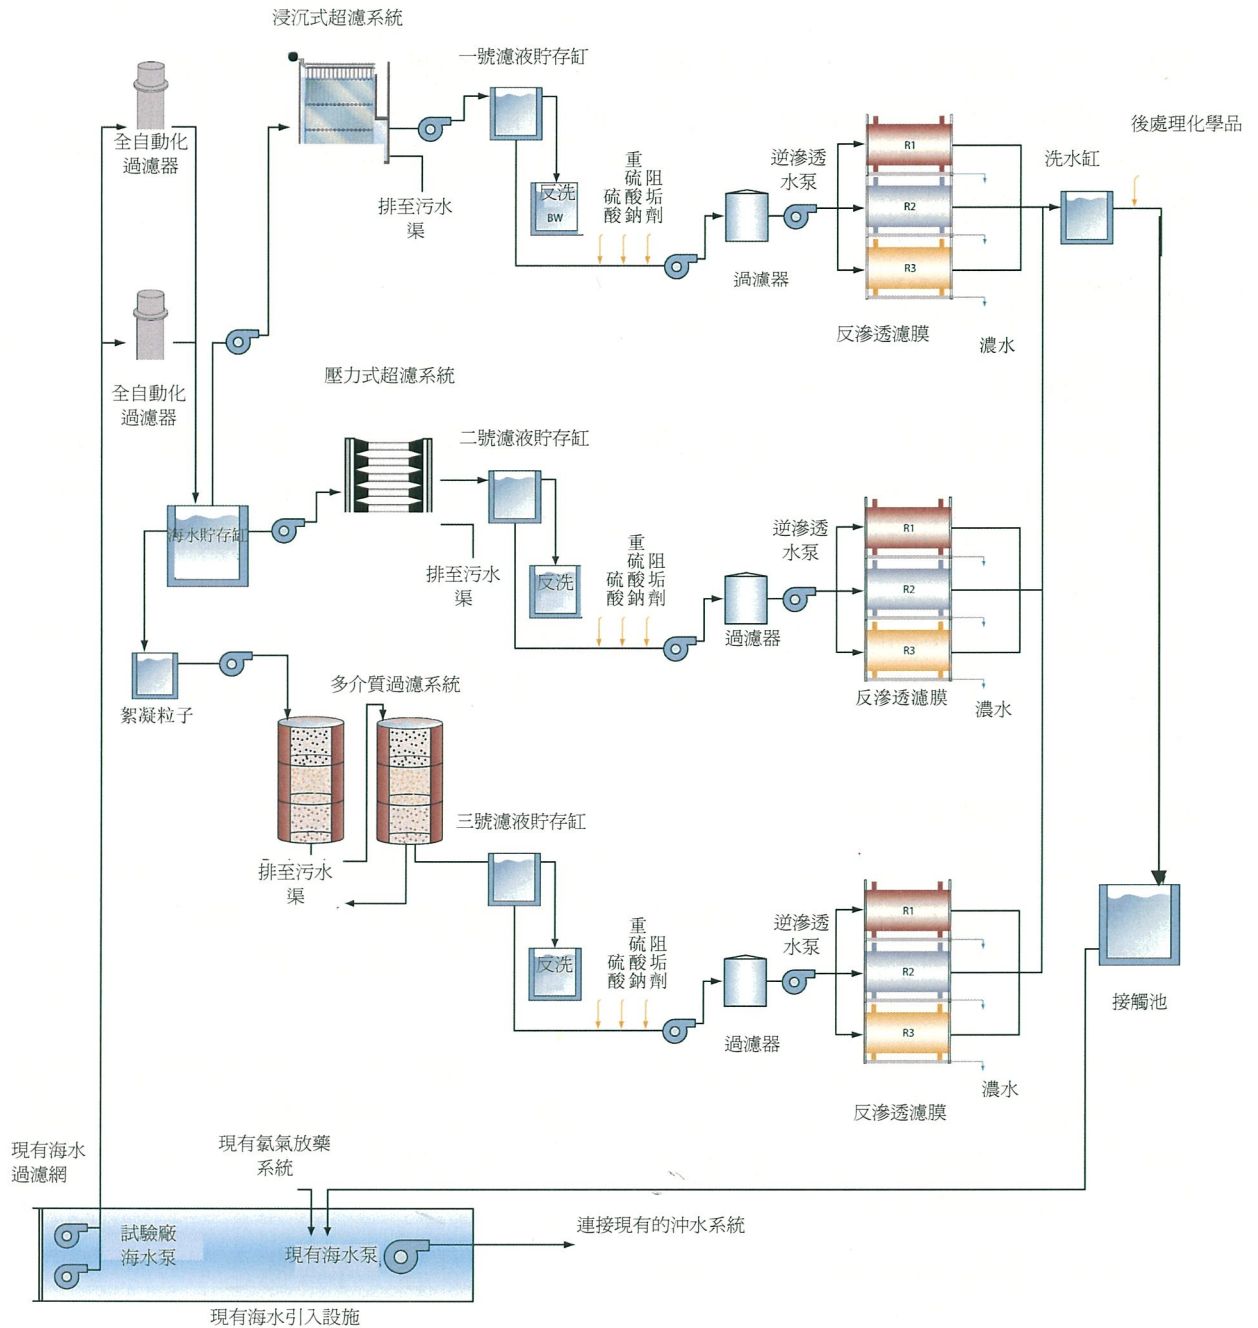 浸沉式超濾系統
一號濾液貯存缸
全自動化
過濾器
排至污水
渠
反洗
BW
重
硫阻
硫酸垢
酸鈉劑
過濾器
逆滲透
水泵
R1
R2
R3
反滲透濾膜
濃水
洗水缸
後處理化學品
全自動化
過濾器
壓力式超濾系統
二號濾液貯存缸
海水貯存缸
排至污水
渠
反洗
重
硫阻
硫酸垢
酸鈉劑
過濾器
逆滲透
水泵
R1
R2
R3
反滲透濾膜
濃水
絮凝粒子
多介質過濾系統
三號濾液貯存缸
排至污水
渠
反洗
重
硫阻
硫酸垢
酸鈉劑
過濾器
逆滲透
水泵
R1
R2
R3
反滲透濾膜
濃水
接觸池
現有海水
過濾網
現有氯氣放藥
系統
試驗廠
海水泵
現有海水泵
連接現有的沖水系統
現有海水引入設施